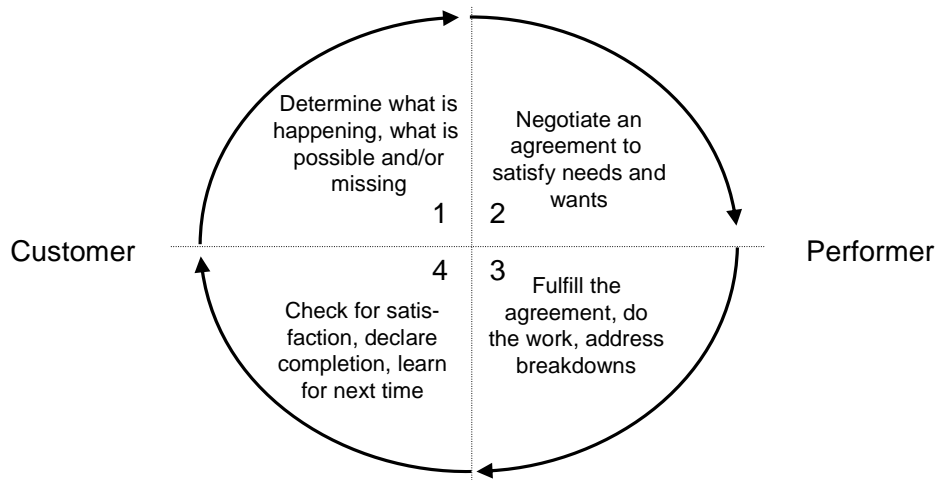 Determine what is
happening, what is
possible and/or
missing
1
Negotiate an
agreement to
satisfy needs and
wants
2
Customer
Performer
4
Check for satis-
faction, declare
completion, learn
for next time
3
Fulfill the
agreement, do
the work, address
breakdowns